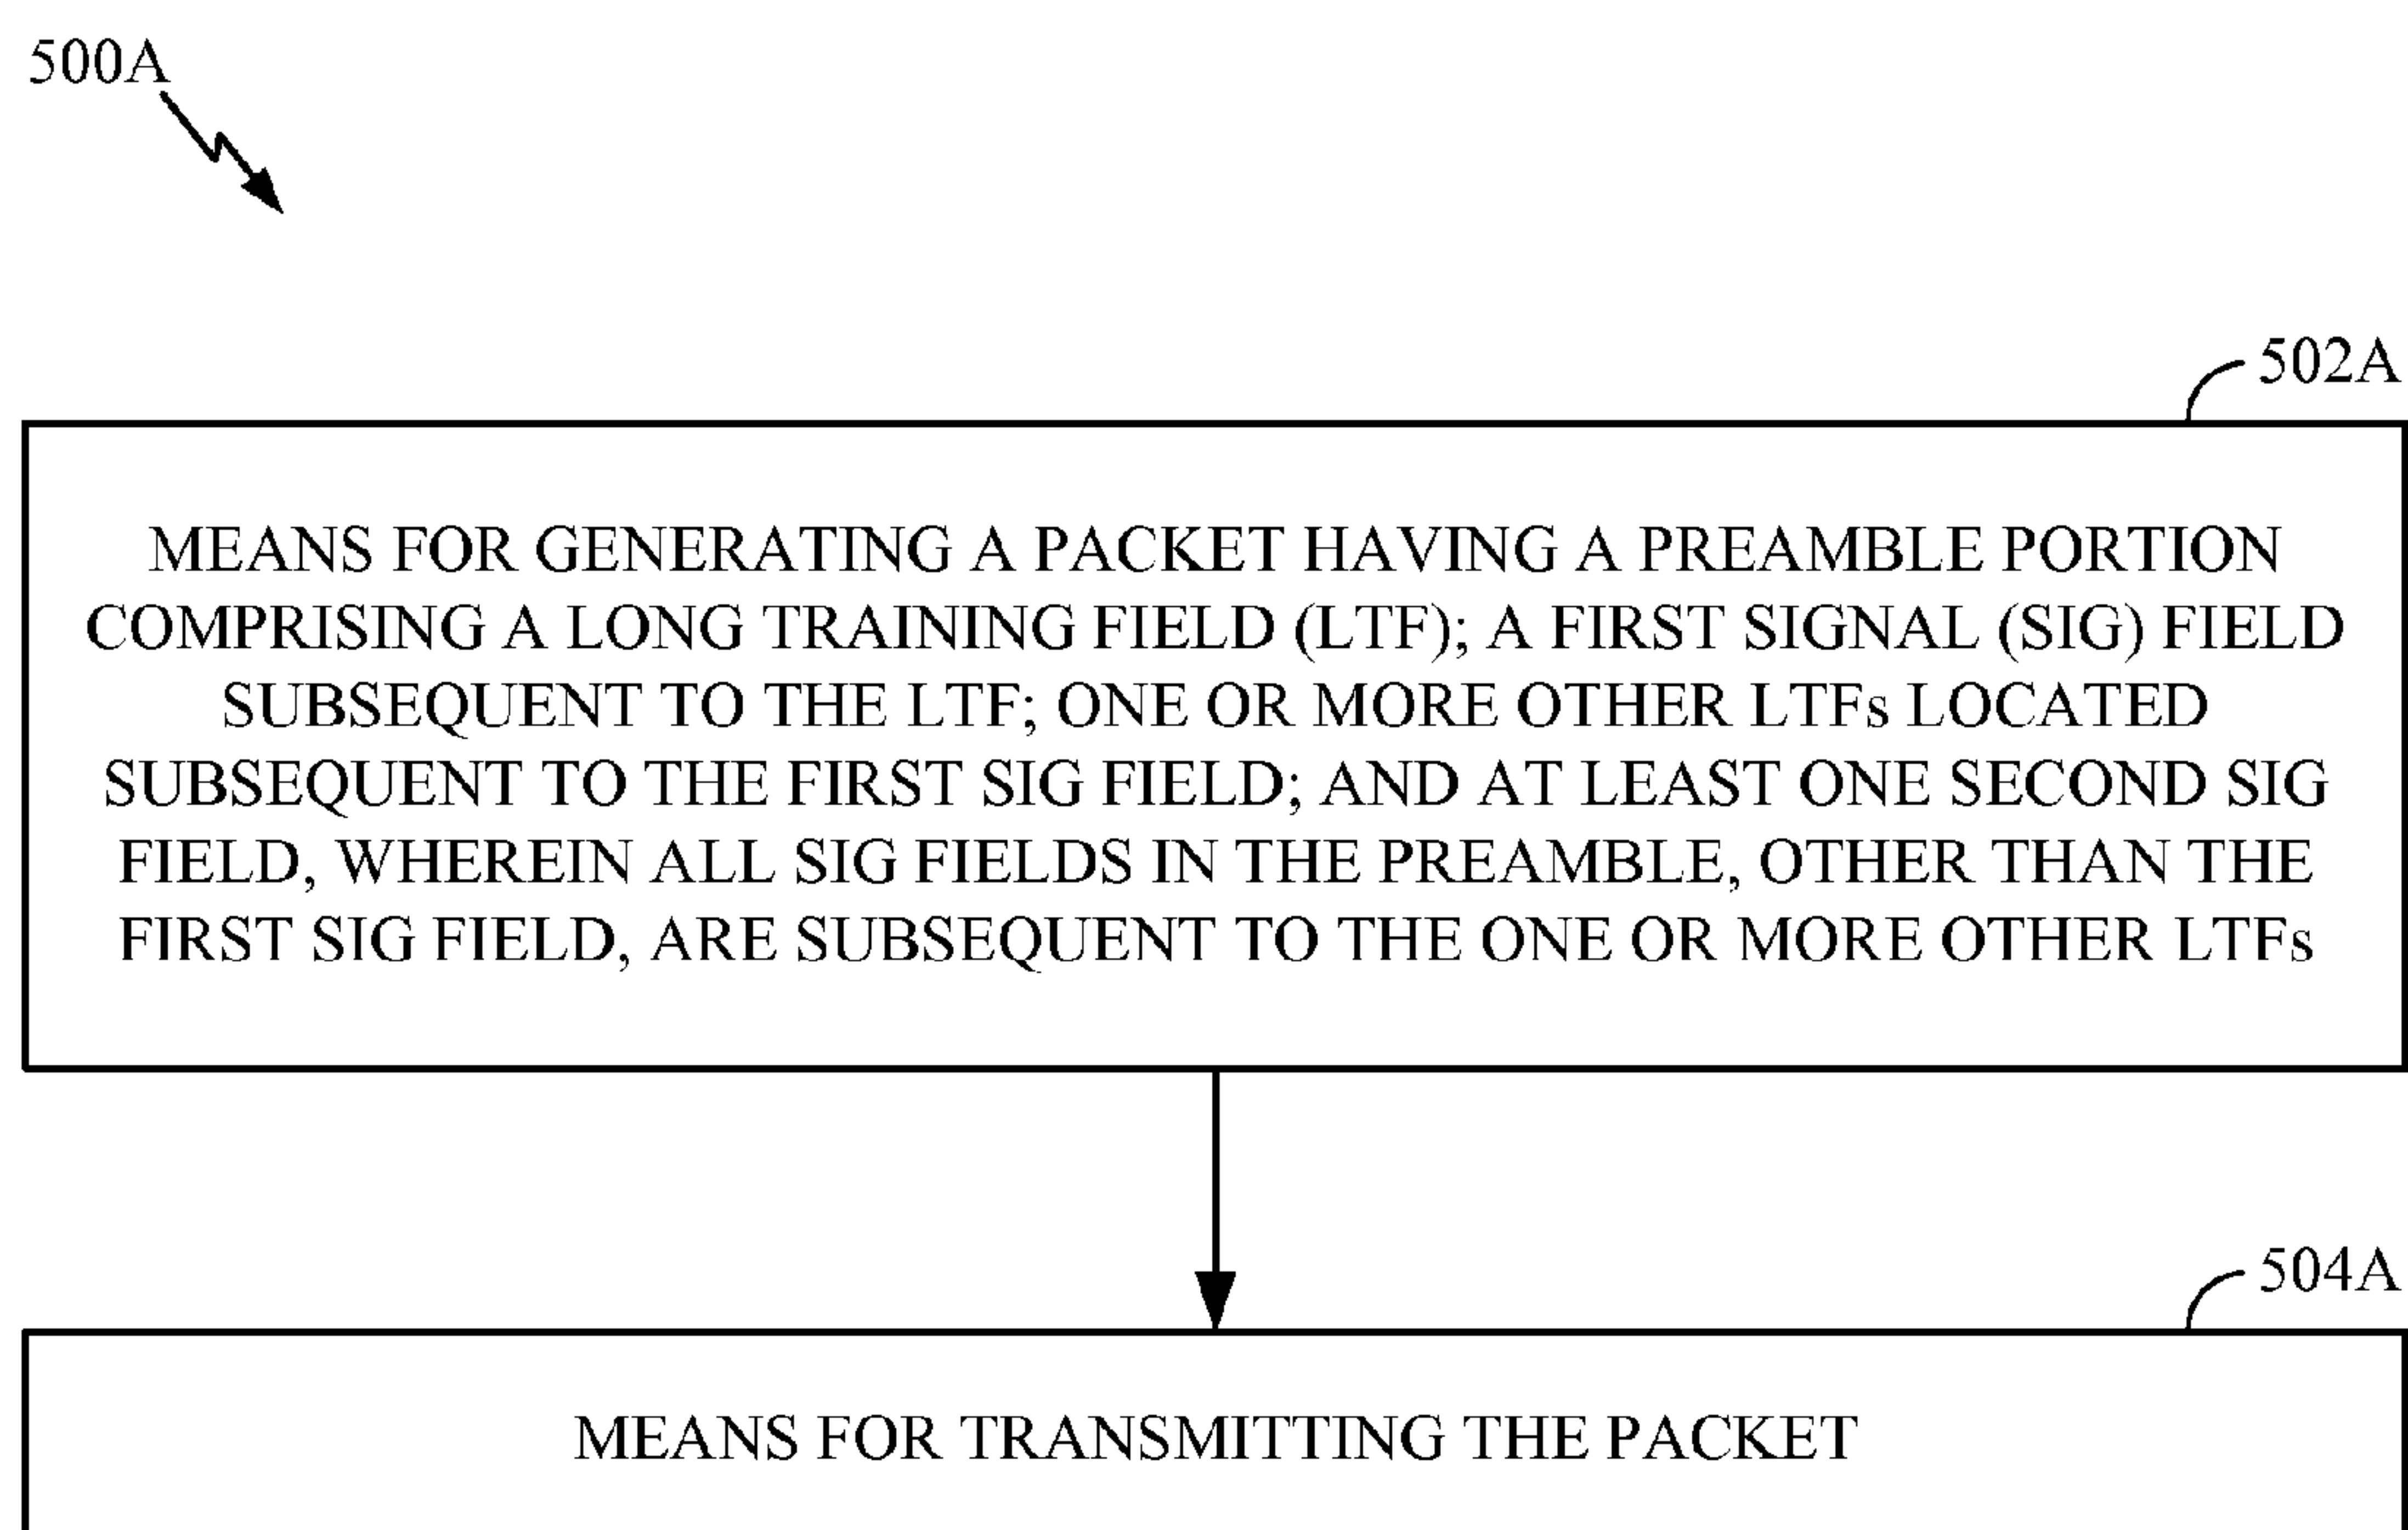 500A
502A
MEANS FOR GENERATING A PACKET HAVING A PREAMBLE PORTION
COMPRISING A LONG TRAINING FIELD (LTF); A FIRST SIGNAL (SIG) FIELD
SUBSEQUENT TO THE LTF; ONE OR MORE OTHER LTFs LOCATED
SUBSEQUENT TO THE FIRST SIG FIELD; AND AT LEAST ONE SECOND SIG
FIELD, WHEREIN ALL SIG FIELDS IN THE PREAMBLE, OTHER THAN THE
FIRST SIG FIELD, ARE SUBSEQUENT TO THE ONE OR MORE OTHER LTFs
504A
MEANS FOR TRANSMITTING THE PACKET